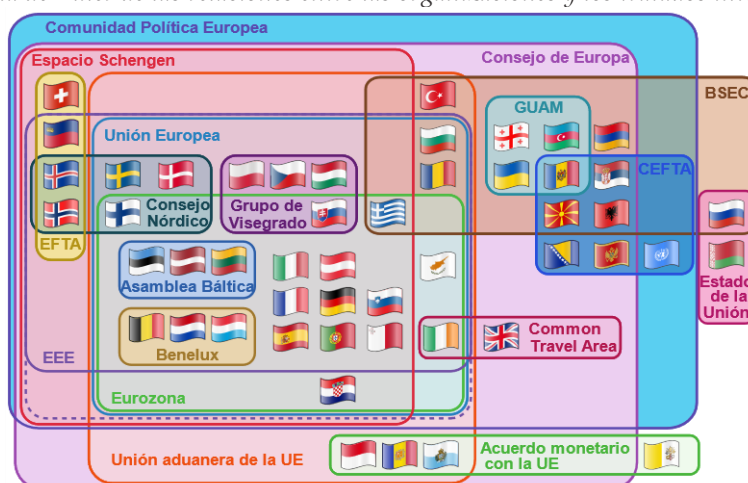 Comunidad Política Europea
Espacio Schengen
Consejo de Europa
BSEC
GUAM
Unión Europea
CEFTA
Consejo
Nórdico
Grupo de
Visegrado
EFTA
Asamblea Báltica
Estado
de la
Unión
Benelux
Common
Travel Area
EEE
Eurozona
Unión aduanera de la UE
Acuerdo monetario
con la UE